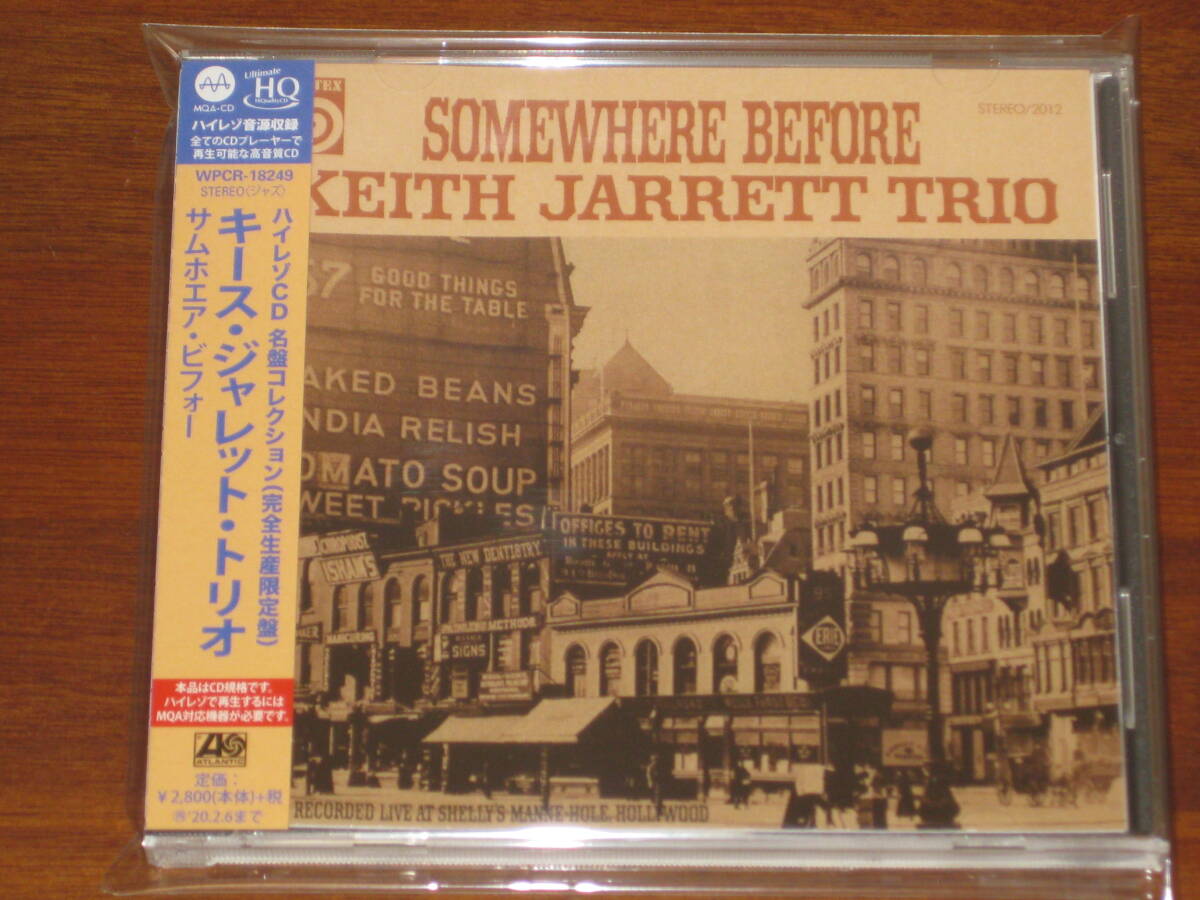 MQA-CD
Ultimate
HQ
HiQualityCD
ハイレゾ音源収録
全てのCDプレーヤーで
再生可能な高音質CD
WPCR-18249
STEREO〈ジャズ〉
ハイレゾCD 名盤コレクション(完全生産限定盤)
キース・ジャレット・トリオ
サムホエア・ビフォー
本品はCD規格です。
ハイレゾで再生するには
MQA対応機器が必要です。
ATLANTIC
定価:
¥2,800(本体)+税
'20.2.6まで
TEX
STEREO/2012
SOMEWHERE BEFORE
KEITH JARRETT TRIO
57 GOOD THINGS
FOR THE TABLE
AKED BEANS
NDIA RELISH
OMATO SOUP
WEET PICKLES
OFFICES TO RENT
IN THESE BUILDINGS
APPLY AT
THE NEW DENTISTRY
MANICURING
SIGNS
ERIE
RECORDED LIVE AT SHELLY'S MANNE-HOLE, HOLLYWOOD